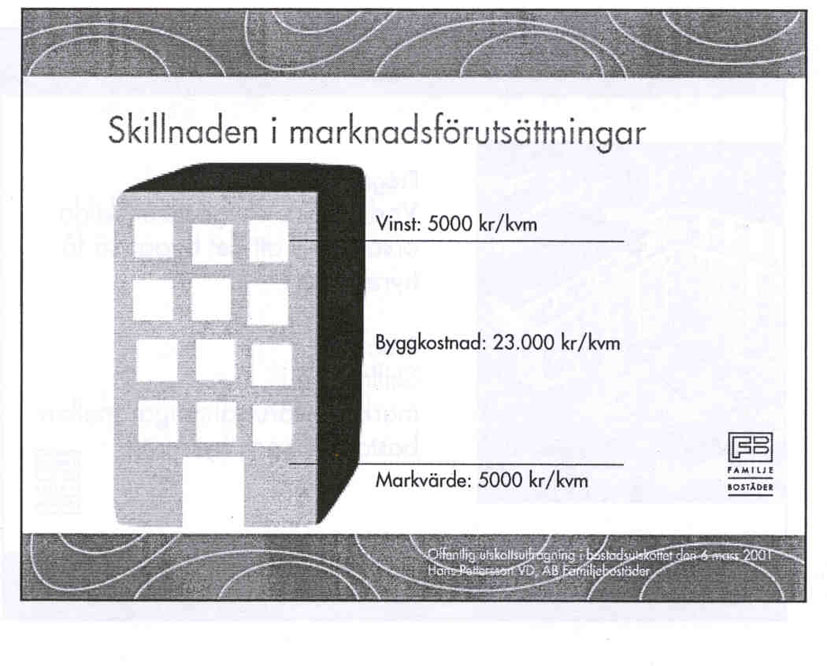 Skillnaden i marknadsförutsättningar
Vinst: 5000 kr/kvm
Byggkostnad: 23.000 kr/kvm
Markvärde: 5000 kr/kvm
FB
FAMILJE
BOSTÄDER
Offentlig utskottsutfrågning i bostadsutskottet den 6 mars 2001
Hans Pettersson VD, AB Familjebostäder